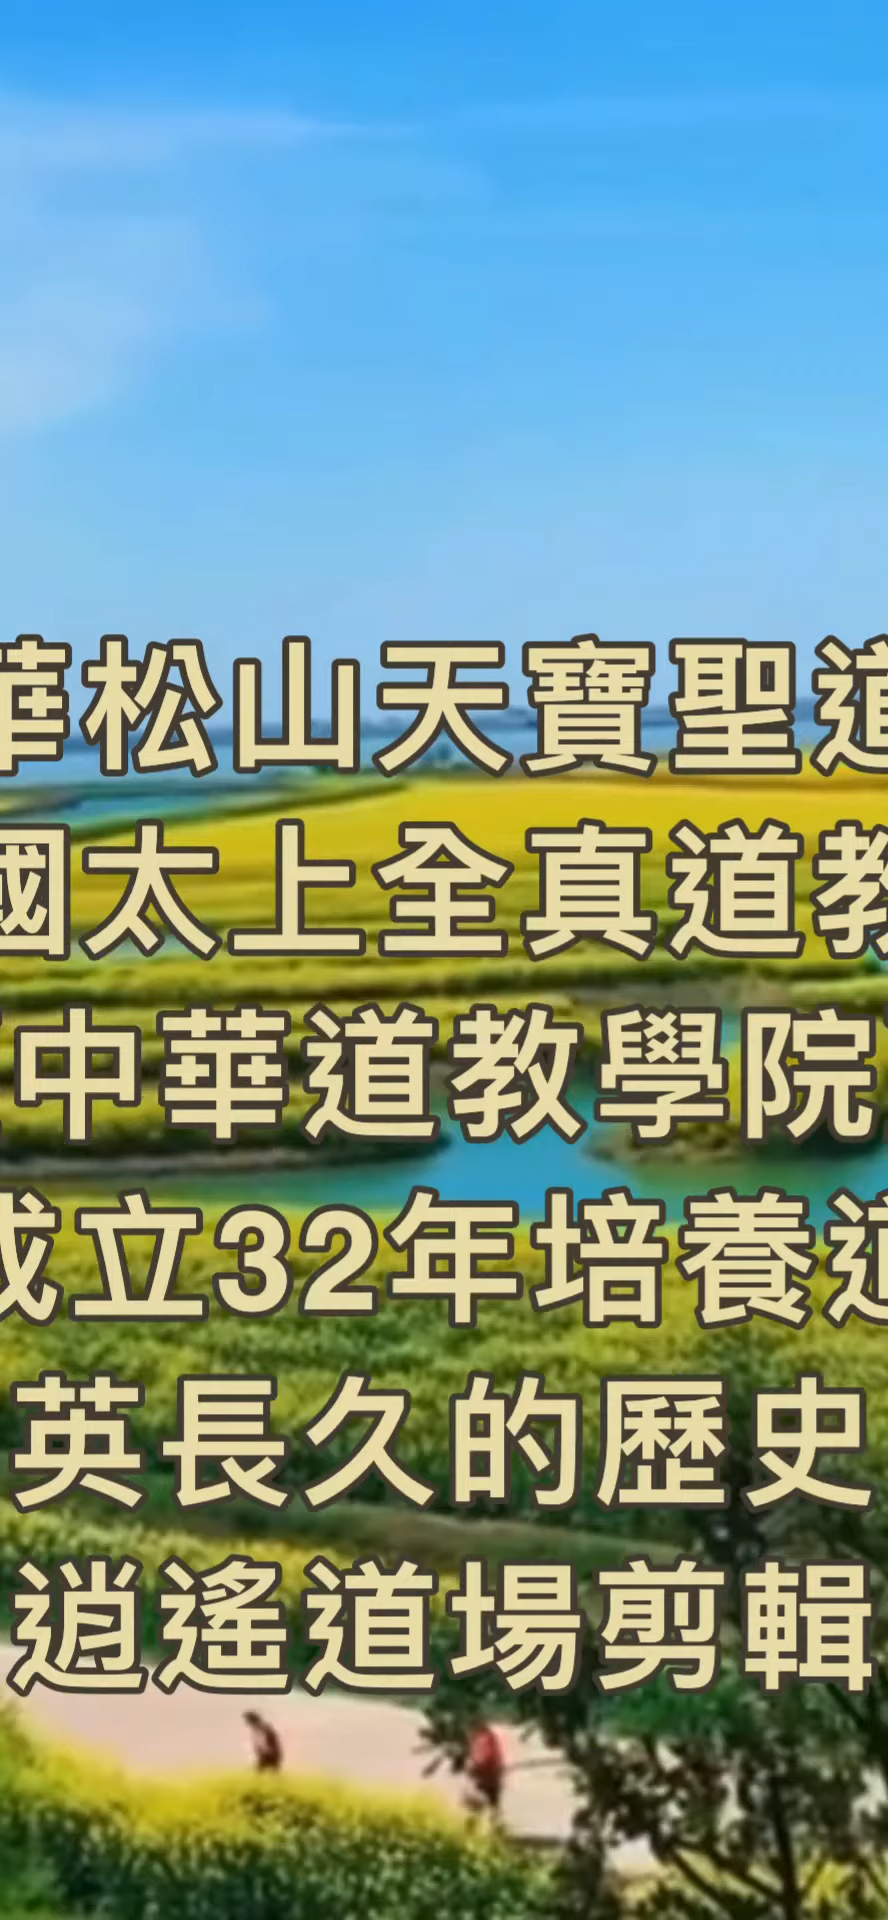 華松山天寶聖道
國太上全真道教
中華道教學院
成立32年培養道
英長久的歷史
逍遙道場剪輯